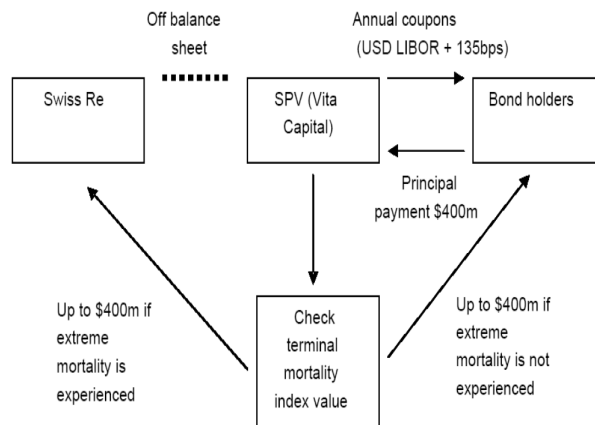 Off balance
sheet
Annual coupons
(USD LIBOR + 135bps)
Swiss Re
SPV (Vita
Capital)
Bond holders
Principal
payment $400m
Up to $400m if
extreme
mortality is
experienced
Check
terminal
mortality
index value
Up to $400m if
extreme
mortality is not
experienced